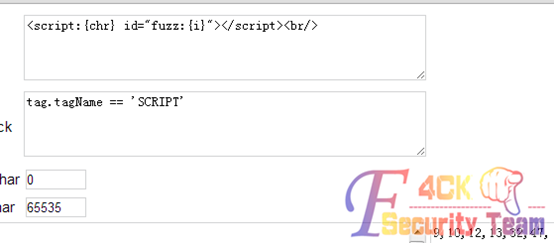 <script:{chr} id="fuzz:{i}"></script><br/>
tag.tagName == 'SCRIPT'
ck
har 0
har 65535
F4CK
Security Team
9,10,12,13,32,47,